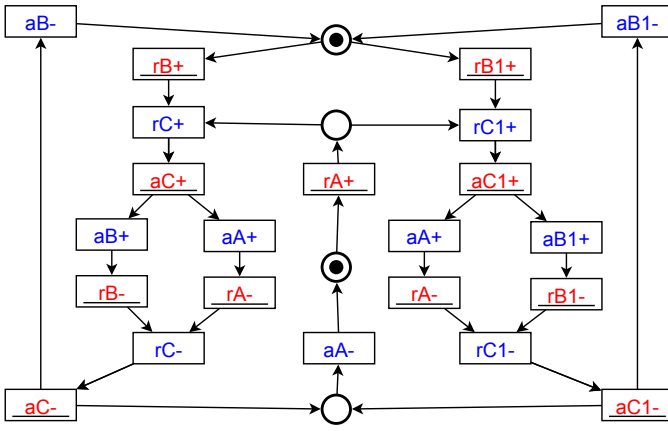 aB- aB1-
rB+ rB1+
rC+ rC1+
aC+ rA+ aC1+
aB+ aA+ aA+ aB1+
rB- rA- rA- rB1-
rC- aA- rC1-
aC- aC1-